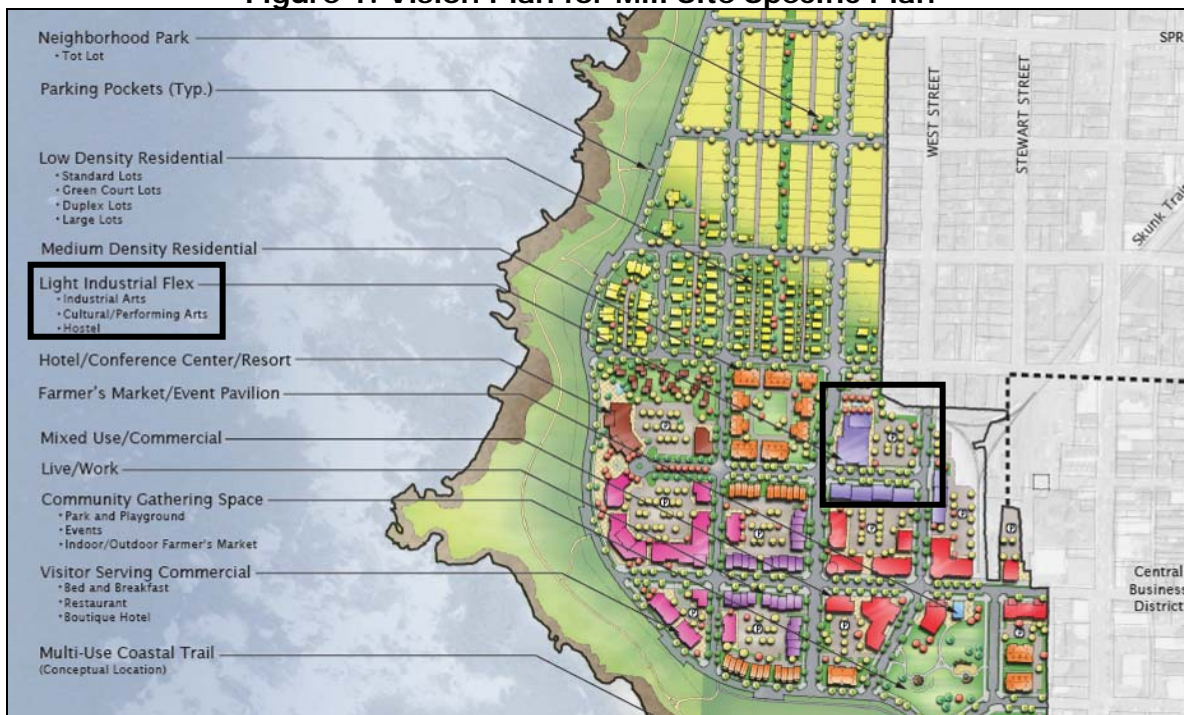 Figure 1: Vision Plan for Mill Site Specific Plan
Neighborhood Park
• Tot Lot
Parking Pockets (Typ.)
Low Density Residential
• Standard Lots
• Green Court Lots
• Duplex Lots
• Large Lots
Medium Density Residential
Light Industrial Flex
• Industrial Arts
• Cultural/Performing Arts
• Hostel
Hotel/Conference Center/Resort
Farmer's Market/Event Pavilion
Mixed Use/Commercial
Live/Work
Community Gathering Space
• Park and Playground
• Events
• Indoor/Outdoor Farmer's Market
Visitor Serving Commercial
• Bed and Breakfast
• Restaurant
• Boutique Hotel
Multi-Use Coastal Trail
(Conceptual Location)
SPR
WEST STREET
STEWART STREET
Skunk Trai
Central
Business
District
P
P
P
P
P
P
P
P
P
P